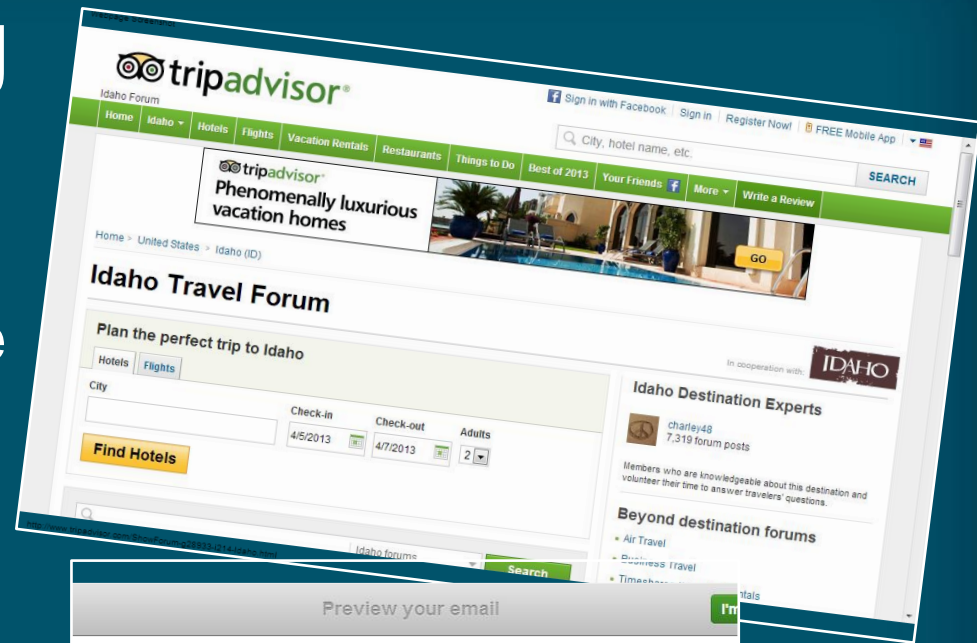 Webpage Screenshot
tripadvisor®
Sign in with Facebook Sign in Register Now! FREE Mobile App
Idaho Forum
City, hotel name, etc. SEARCH
Home Idaho Hotels Flights Vacation Rentals Restaurants Things to Do Best of 2013 Your Friends More Write a Review
tripadvisor®
Phenomenally luxurious
vacation homes
GO
Home > United States > Idaho (ID)
Idaho Travel Forum
In cooperation with: IDAHO
Plan the perfect trip to Idaho
Hotels Flights
City
Check-in Check-out Adults
4/5/2013 4/7/2013 2
Find Hotels
Idaho Destination Experts
charley48
7,319 forum posts
Members who are knowledgeable about this destination and
volunteer their time to answer travelers' questions.
Beyond destination forums
Air Travel
Business Travel
Idaho forums Search
Preview your email I'm